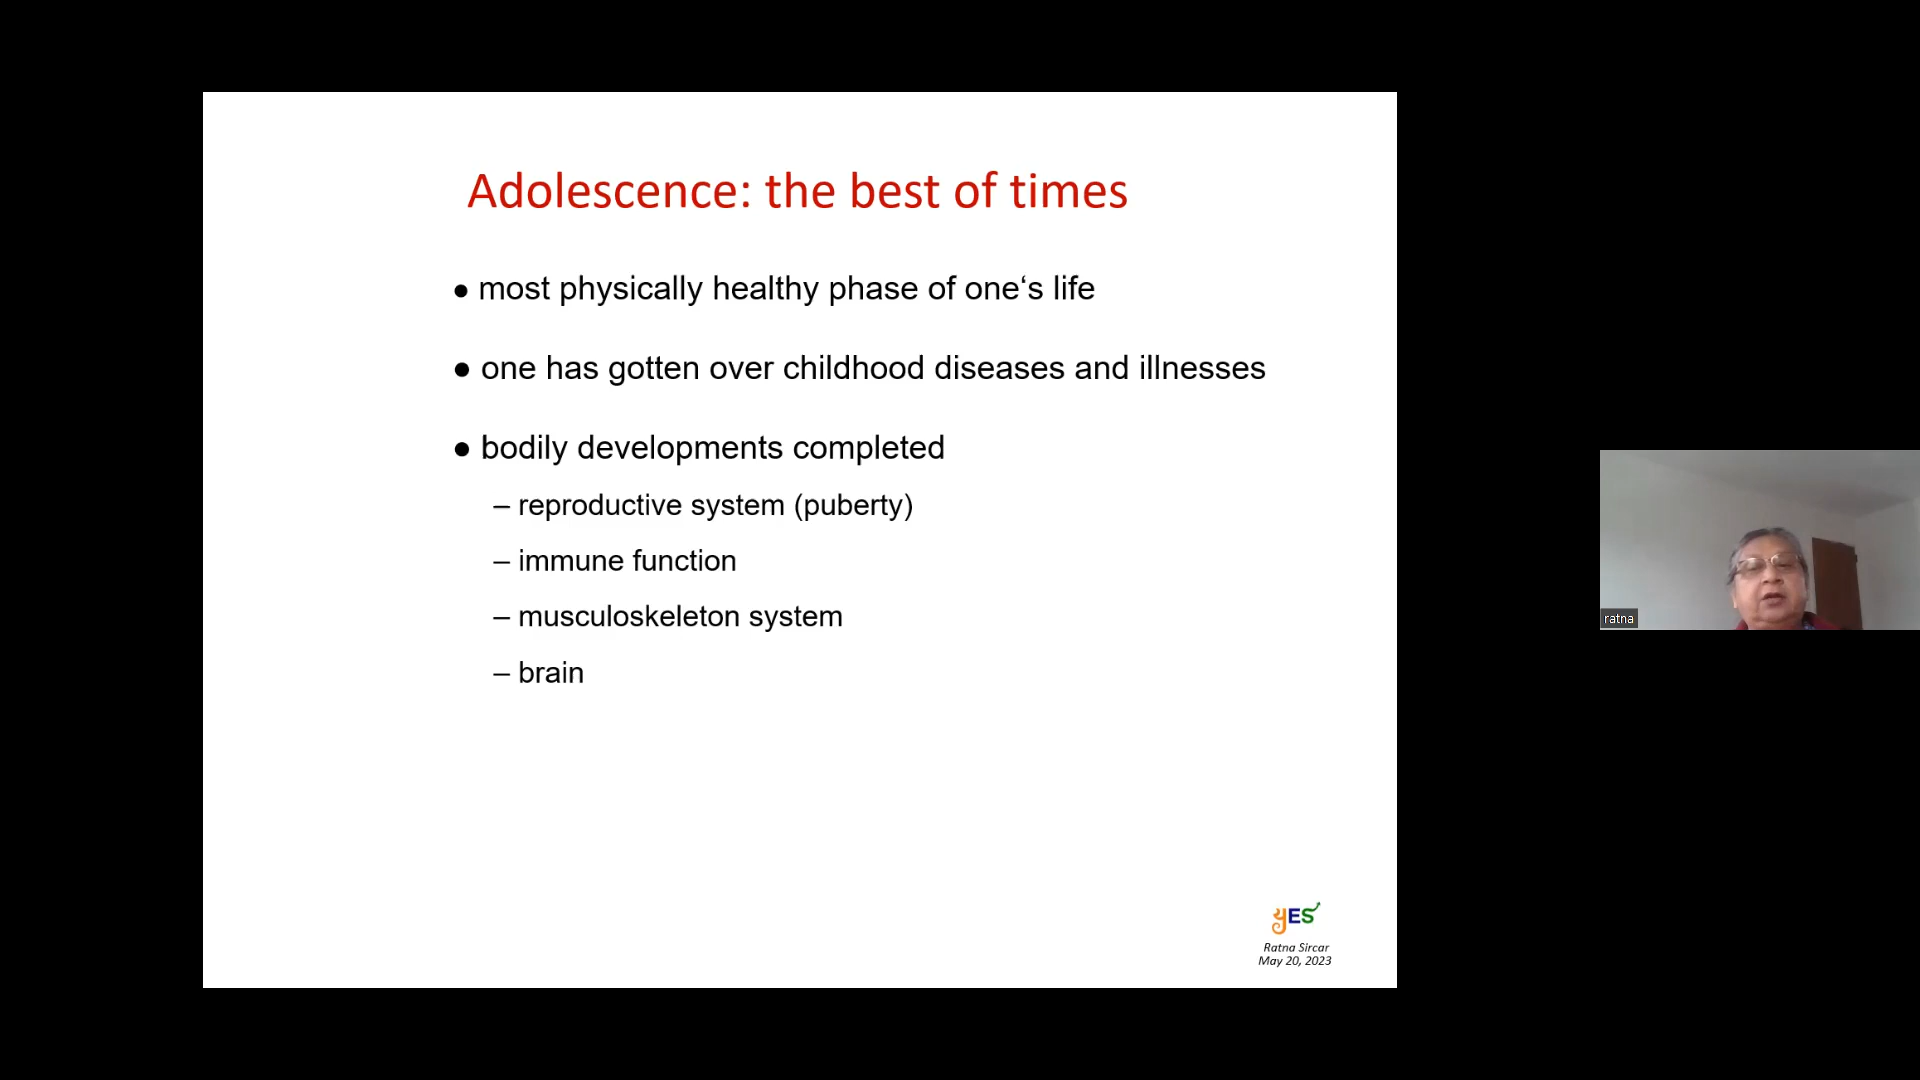 Adolescence: the best of times
● most physically healthy phase of one‘s life
● one has gotten over childhood diseases and illnesses
● bodily developments completed
– reproductive system (puberty)
– immune function
– musculoskeleton system
– brain
yES
Ratna Sircar
May 20, 2023
ratna